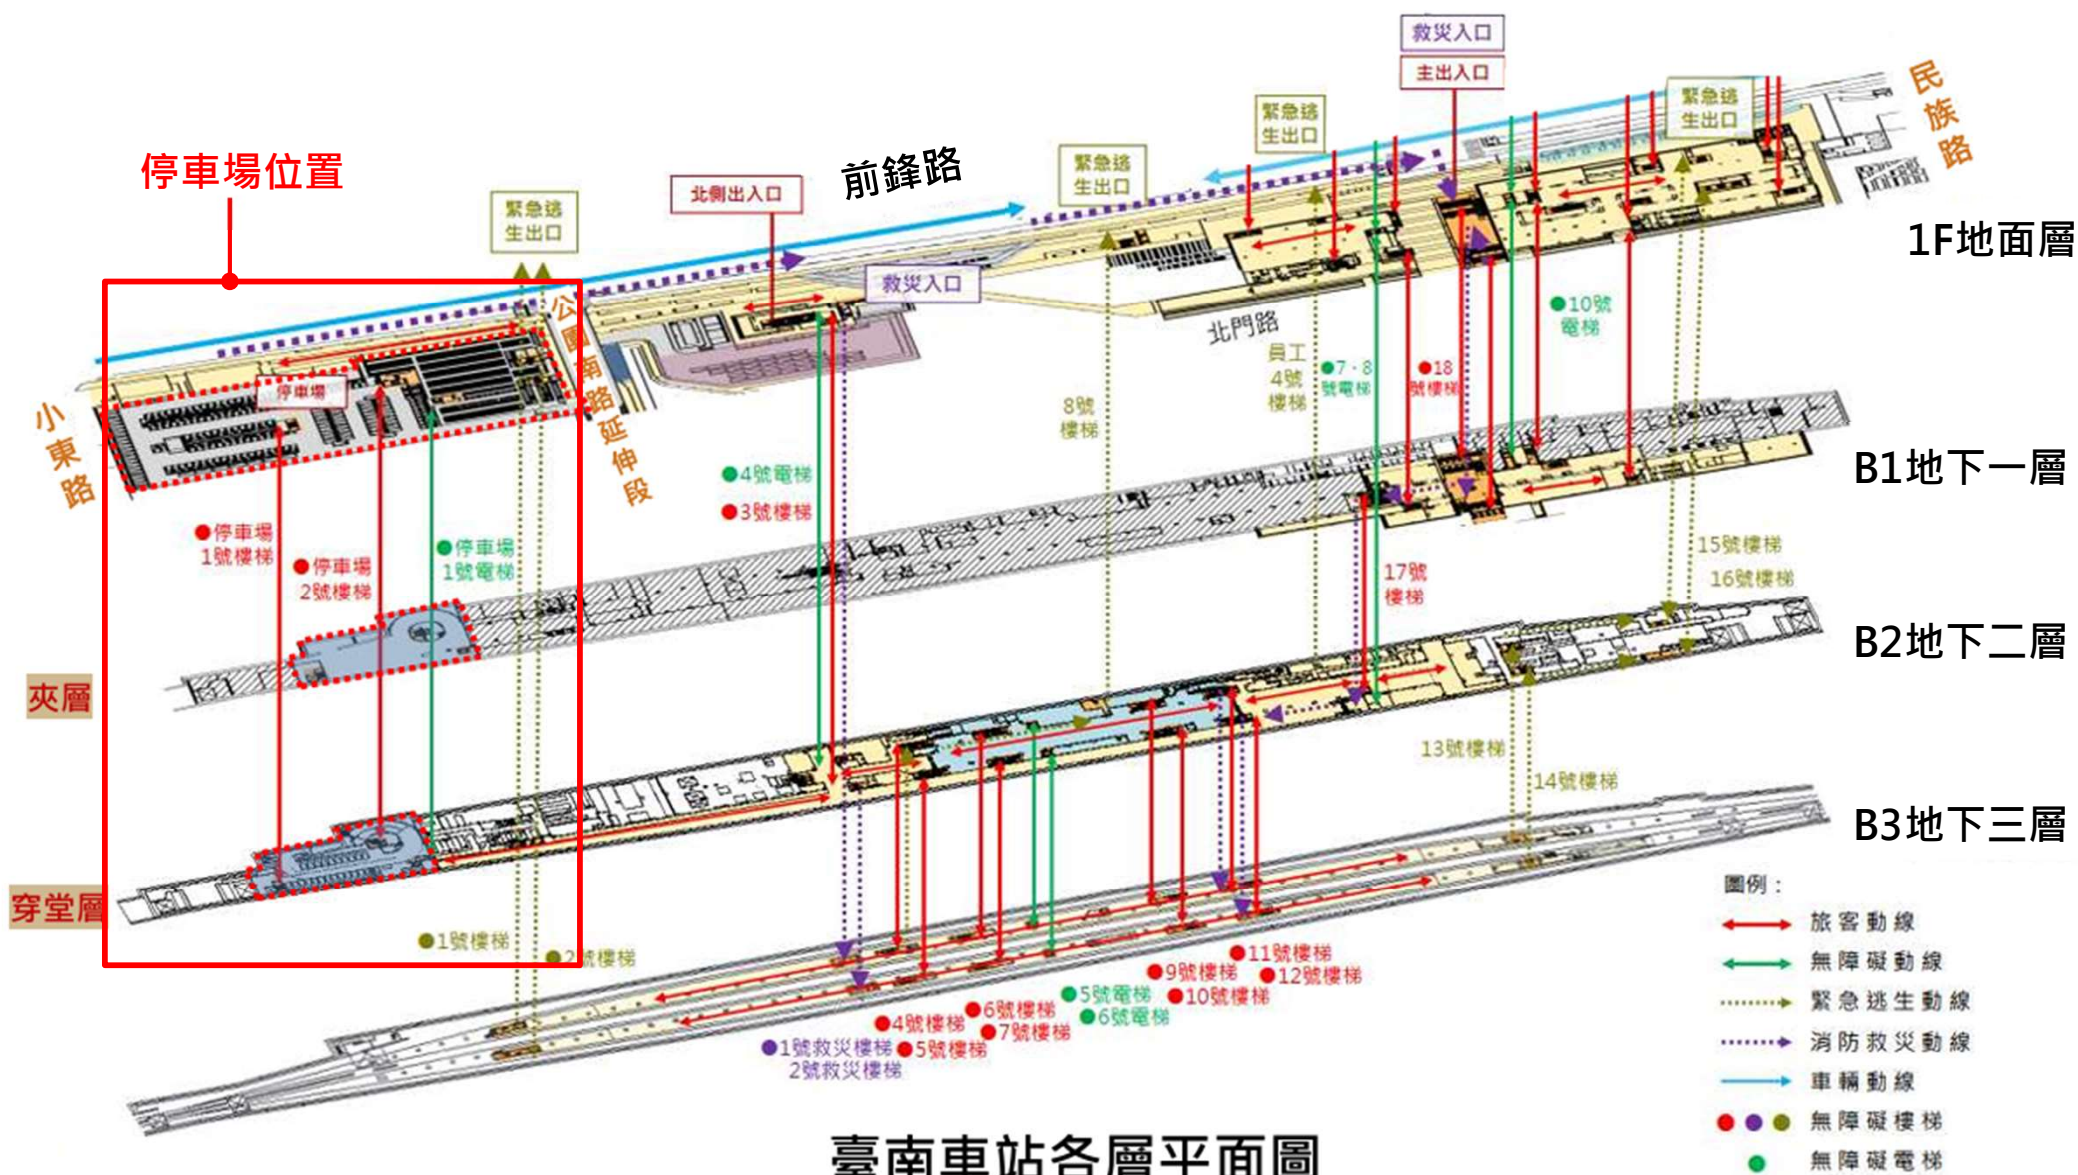 救災入口
主出入口
緊急逃
生出口
緊急逃
生出口
民族路
停車場位置
緊急逃
生出口
北側出入口
前鋒路
緊急逃
生出口
救災入口
1F地面層
公園南路延伸段
北門路
●10號
電梯
員工
4號
樓梯
●7、8
號電梯
●18
號樓梯
停車場
小東路
8號
樓梯
●4號電梯
●3號樓梯
B1地下一層
●停車場
1號樓梯
●停車場
2號樓梯
●停車場
1號電梯
17號
樓梯
15號樓梯
16號樓梯
B2地下二層
夾層
13號樓梯
14號樓梯
B3地下三層
穿堂層
●1號樓梯
●2號樓梯
●11號樓梯
●9號樓梯
●12號樓梯
●5號電梯
●10號樓梯
●6號樓梯
●6號電梯
●4號樓梯
●7號樓梯
●1號救災樓梯
●5號樓梯
2號救災樓梯
圖例：
旅客動線
無障礙動線
緊急逃生動線
消防救災動線
車輛動線
無障礙樓梯
無障礙電梯
臺南車站各層平面圖